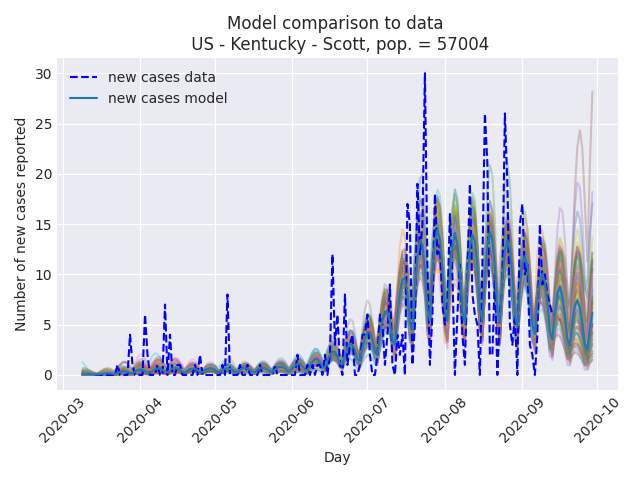 Model comparison to data
US - Kentucky - Scott, pop. = 57004
new cases data
new cases model
Number of new cases reported
30
25
20
15
10
5
0
2020-03
2020-04
2020-05
2020-06
2020-07
2020-08
2020-09
2020-10
Day